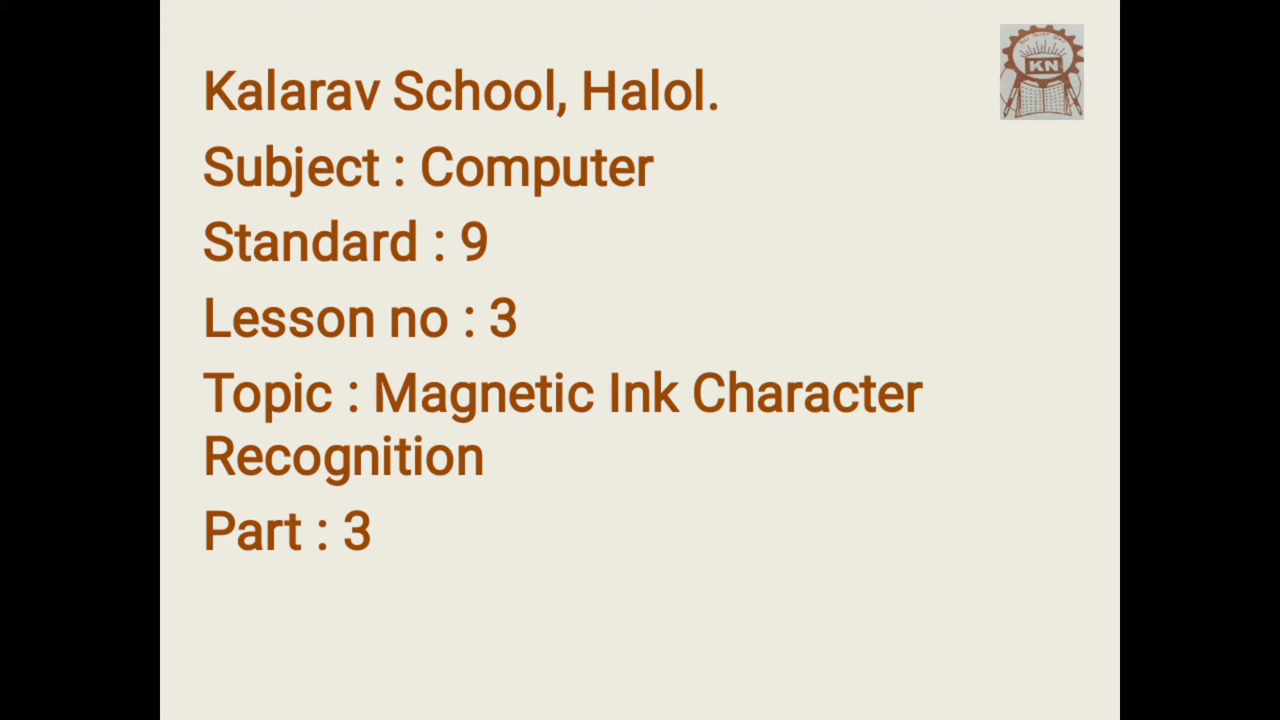 Kalarav School, Halol.
Subject : Computer
Standard : 9
Lesson no : 3
Topic : Magnetic Ink Character
Recognition
Part : 3
KN